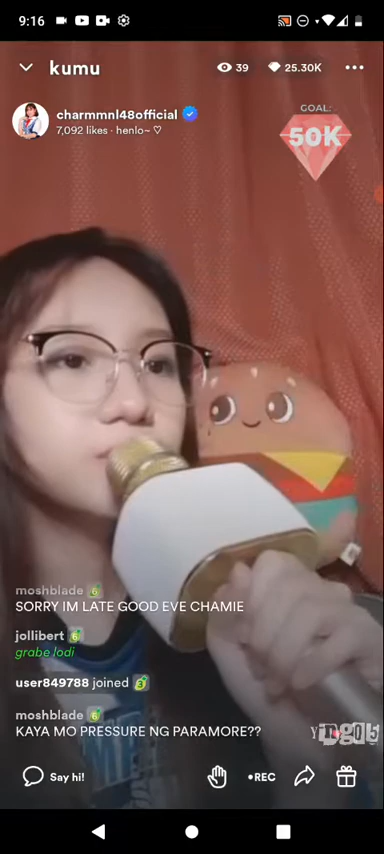 9:16
kumu
39
25.30K
charmmnl48official
7,092 likes · henlo~ ♡
GOAL:
50K
moshblade 6
SORRY IM LATE GOOD EVE CHAMIE
jollibert 6
grabe lodi
user849788 joined 3
moshblade 6
KAYA MO PRESSURE NG PARAMORE??
Say hi!
•REC